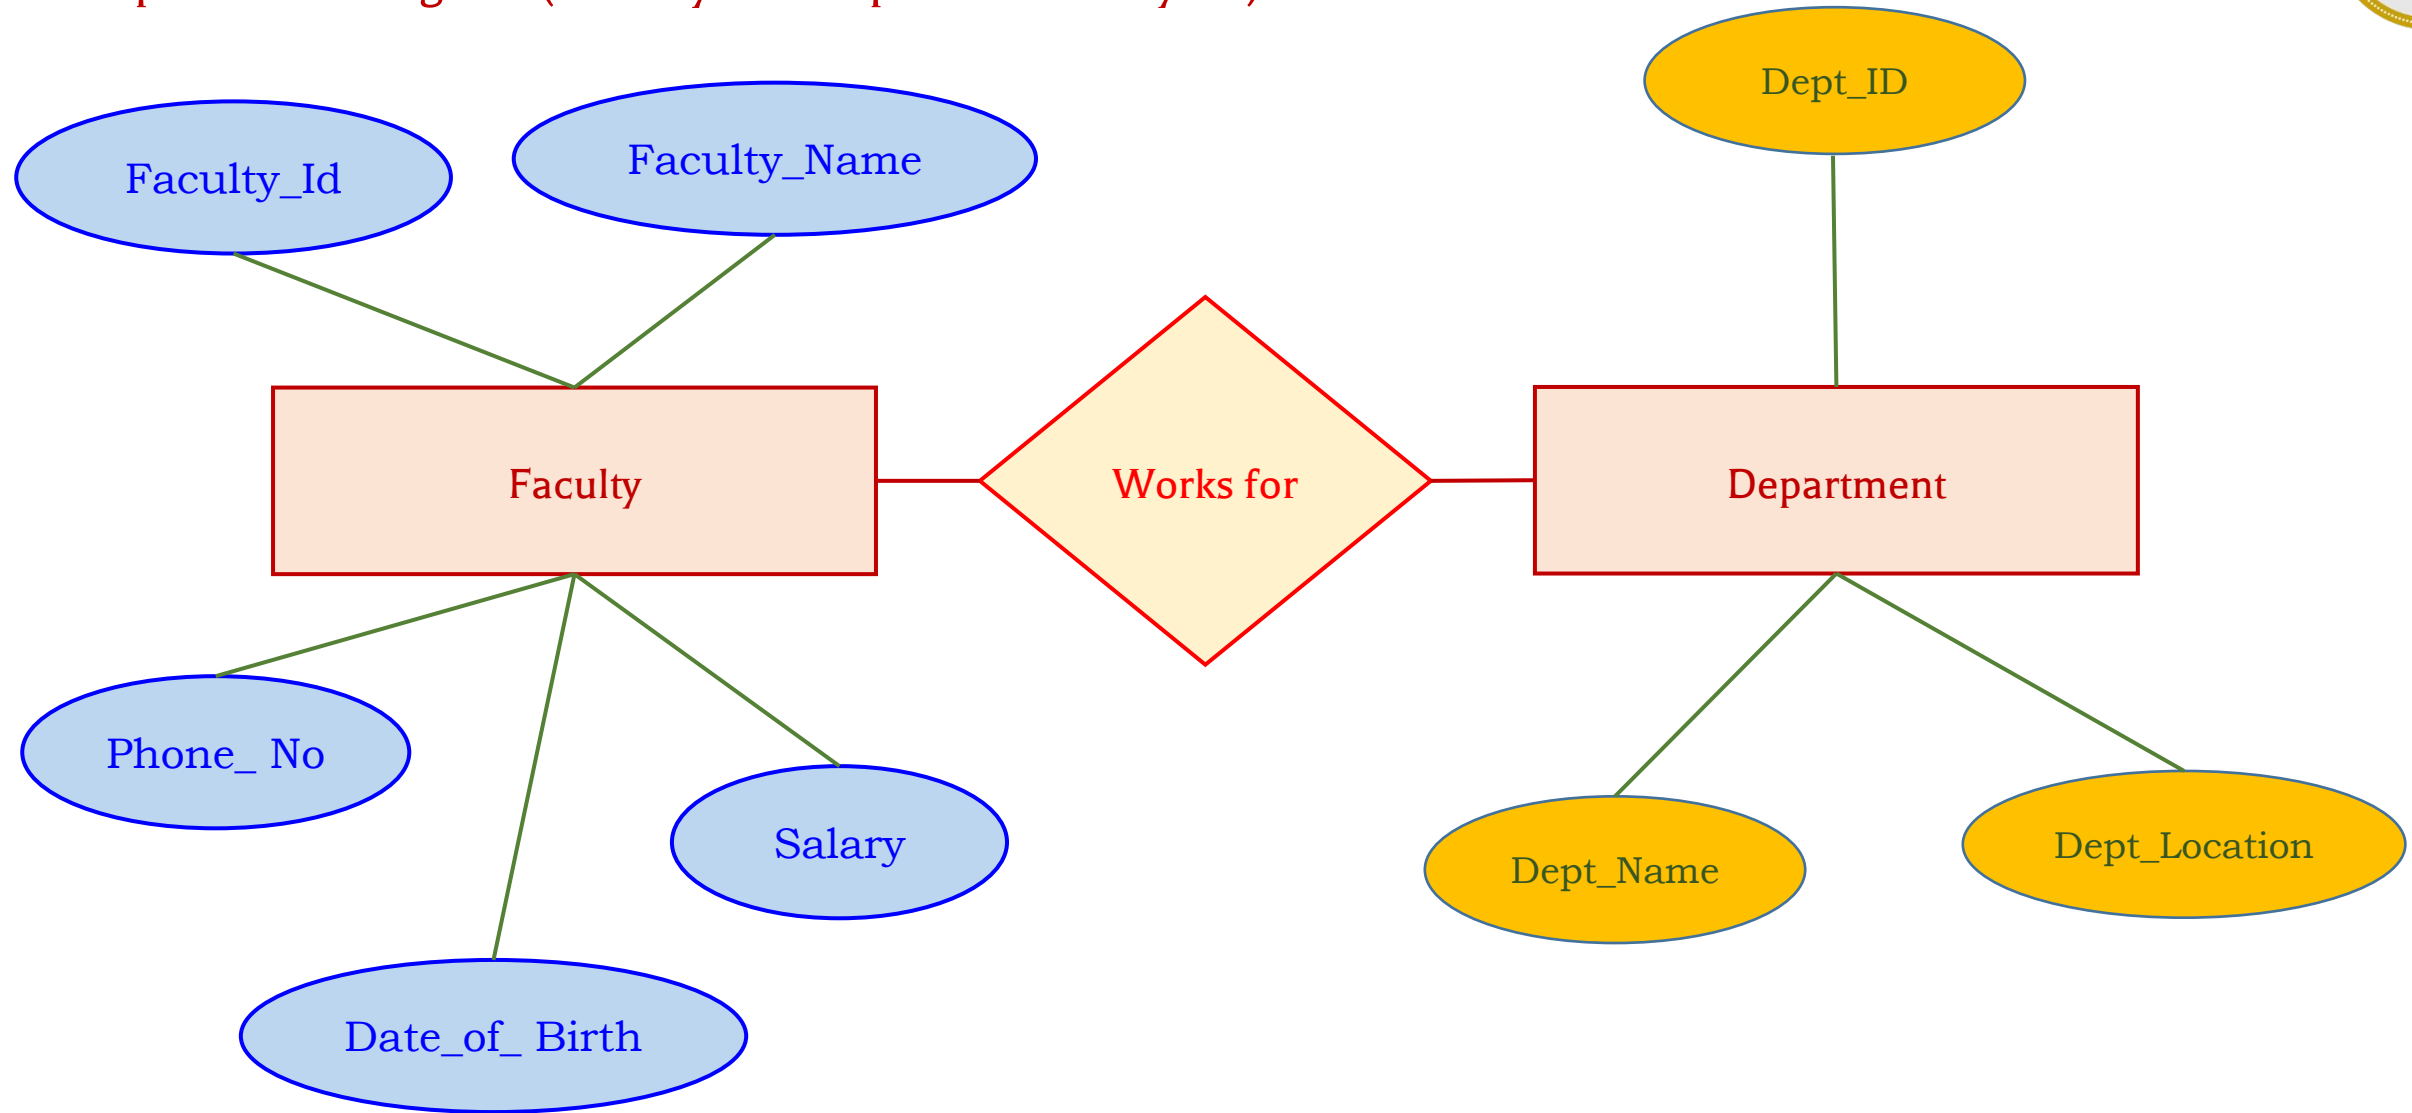 Dept_ID
Faculty_Id
Faculty_Name
Faculty
Works for
Department
Phone_ No
Salary
Dept_Name
Dept_Location
Date_of_ Birth